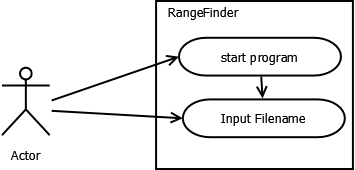 RangeFinder
start program
Input Filename
Actor